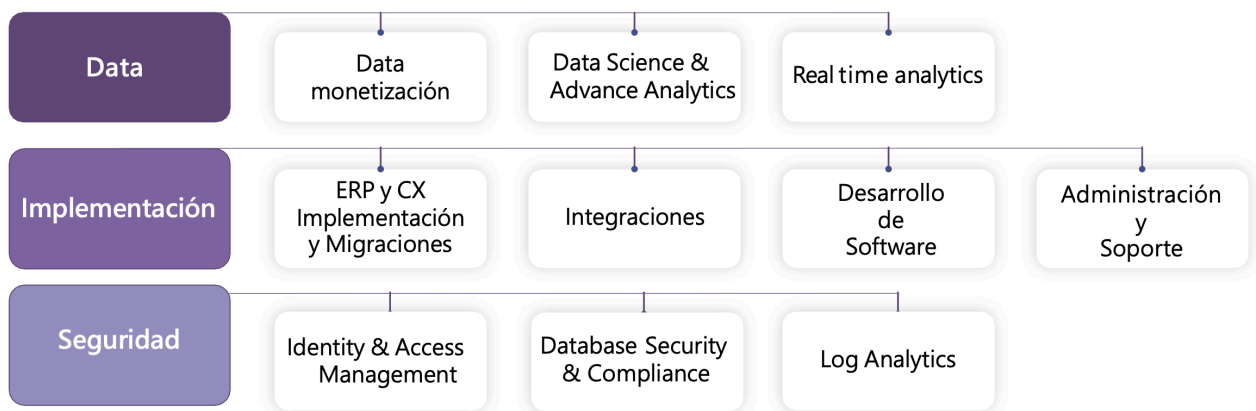 Data
Data
monetización
Data Science &
Advance Analytics
Real time analytics
Implementación
ERP y CX
Implementación
y Migraciones
Integraciones
Desarrollo
de
Software
Administración
y
Soporte
Seguridad
Identity & Access
Management
Database Security
& Compliance
Log Analytics